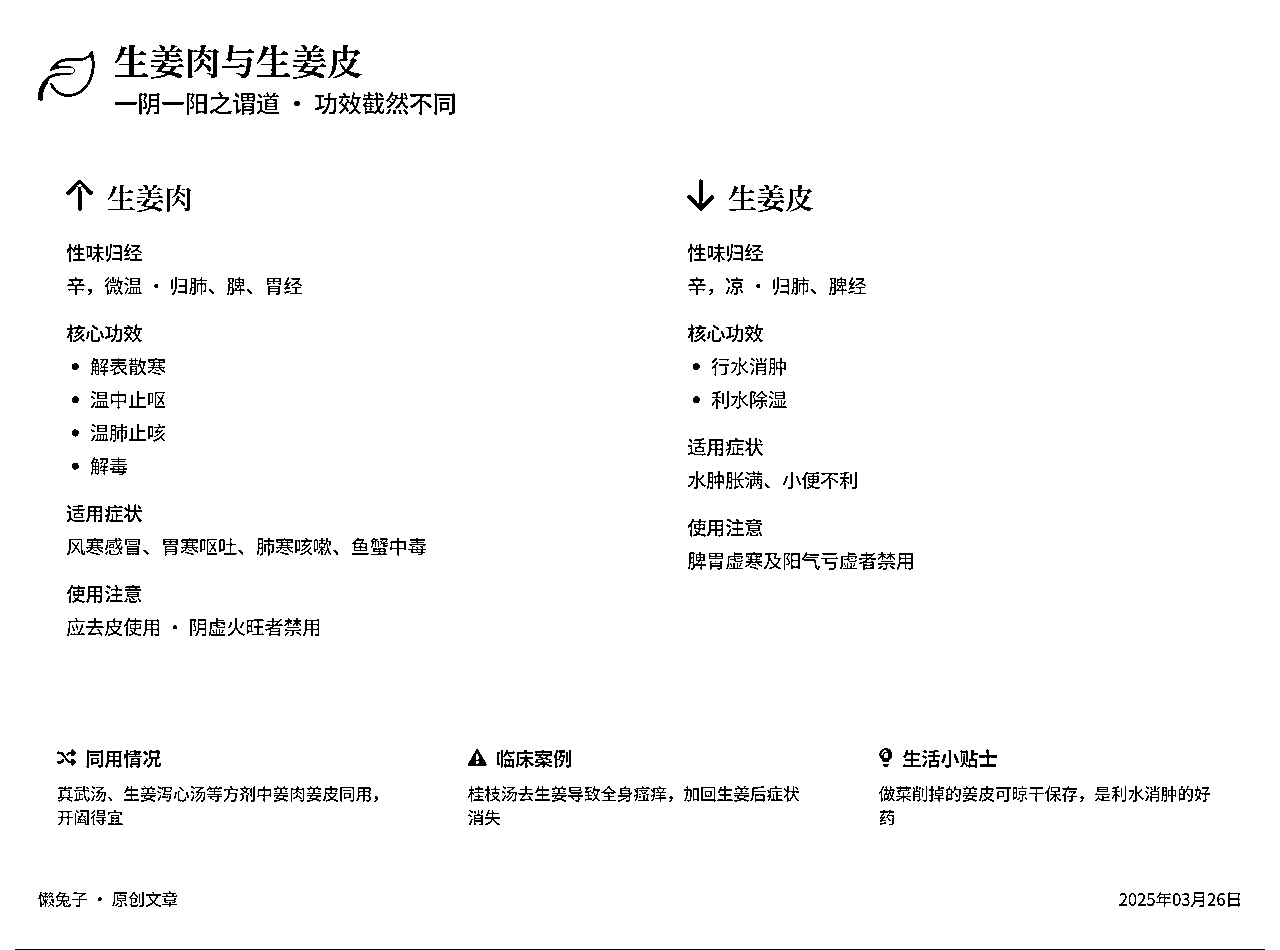 生姜肉与生姜皮
一阴一阳之谓道 • 功效截然不同
生姜肉
性味归经
辛，微温 • 归肺、脾、胃经
核心功效
• 解表散寒
• 温中止呕
• 温肺止咳
• 解毒
适用症状
风寒感冒、胃寒呕吐、肺寒咳嗽、鱼蟹中毒
使用注意
应去皮使用 • 阴虚火旺者禁用
生姜皮
性味归经
辛，凉 • 归肺、脾经
核心功效
• 行水消肿
• 利水除湿
适用症状
水肿胀满、小便不利
使用注意
脾胃虚寒及阳气亏虚者禁用
同用情况
真武汤、生姜泻心汤等方剂中姜肉姜皮同用，
开阖得宜
临床案例
桂枝汤去生姜导致全身瘙痒，加回生姜后症状
消失
生活小贴士
做菜削掉的姜皮可晾干保存，是利水消肿的好
药
懒兔子 • 原创文章
2025年03月26日